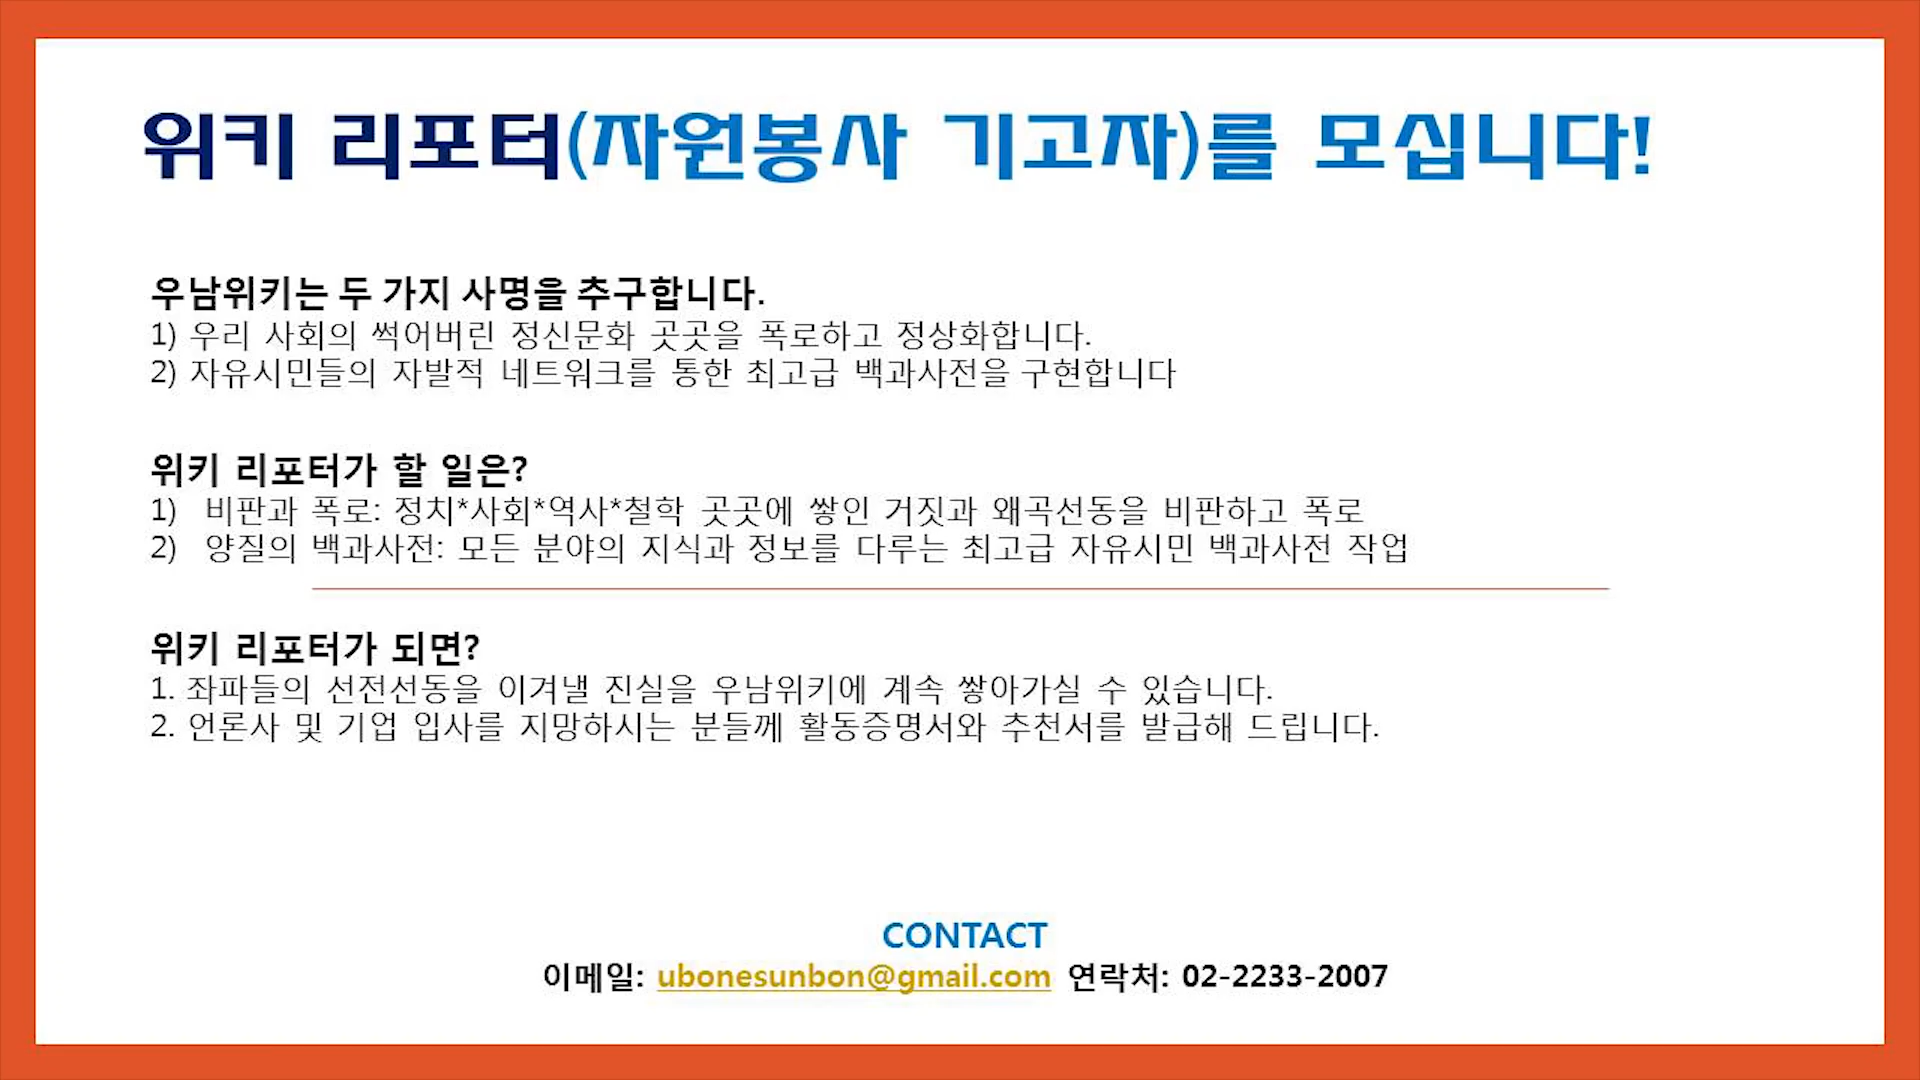 위키 리포터(자원봉사 기고자)를 모십니다!
우남위키는 두 가지 사명을 추구합니다.
1) 우리 사회의 썩어버린 정신문화 곳곳을 폭로하고 정상화합니다.
2) 자유시민들의 자발적 네트워크를 통한 최고급 백과사전을 구현합니다
위키 리포터가 할 일은?
1) 비판과 폭로: 정치*사회*역사*철학 곳곳에 쌓인 거짓과 왜곡선동을 비판하고 폭로
2) 양질의 백과사전: 모든 분야의 지식과 정보를 다루는 최고급 자유시민 백과사전 작업
위키 리포터가 되면?
1. 좌파들의 선전선동을 이겨낼 진실을 우남위키에 계속 쌓아가실 수 있습니다.
2. 언론사 및 기업 입사를 지망하시는 분들께 활동증명서와 추천서를 발급해 드립니다.
CONTACT
이메일: ubonesunbon@gmail.com 연락처: 02-2233-2007